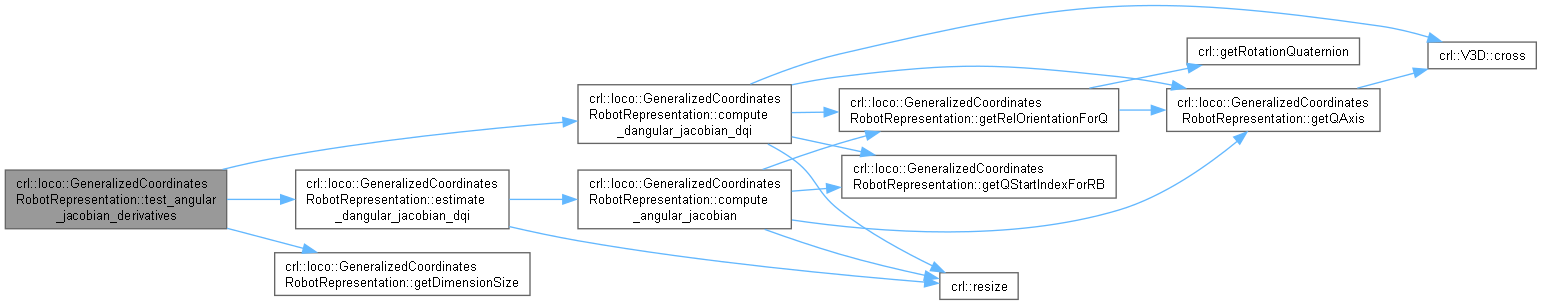 crl::loco::GeneralizedCoordinates
RobotRepresentation::test_angular
_jacobian_derivatives
crl::loco::GeneralizedCoordinates
RobotRepresentation::estimate
_dangular_jacobian_dqi
crl::loco::GeneralizedCoordinates
RobotRepresentation::getDimensionSize
crl::loco::GeneralizedCoordinates
RobotRepresentation::compute
_dangular_jacobian_dqi
crl::loco::GeneralizedCoordinates
RobotRepresentation::compute
_angular_jacobian
crl::loco::GeneralizedCoordinates
RobotRepresentation::getRelOrientationForQ
crl::loco::GeneralizedCoordinates
RobotRepresentation::getQStartIndexForRB
crl::resize
crl::getRotationQuaternion
crl::loco::GeneralizedCoordinates
RobotRepresentation::getQAxis
crl::V3D::cross